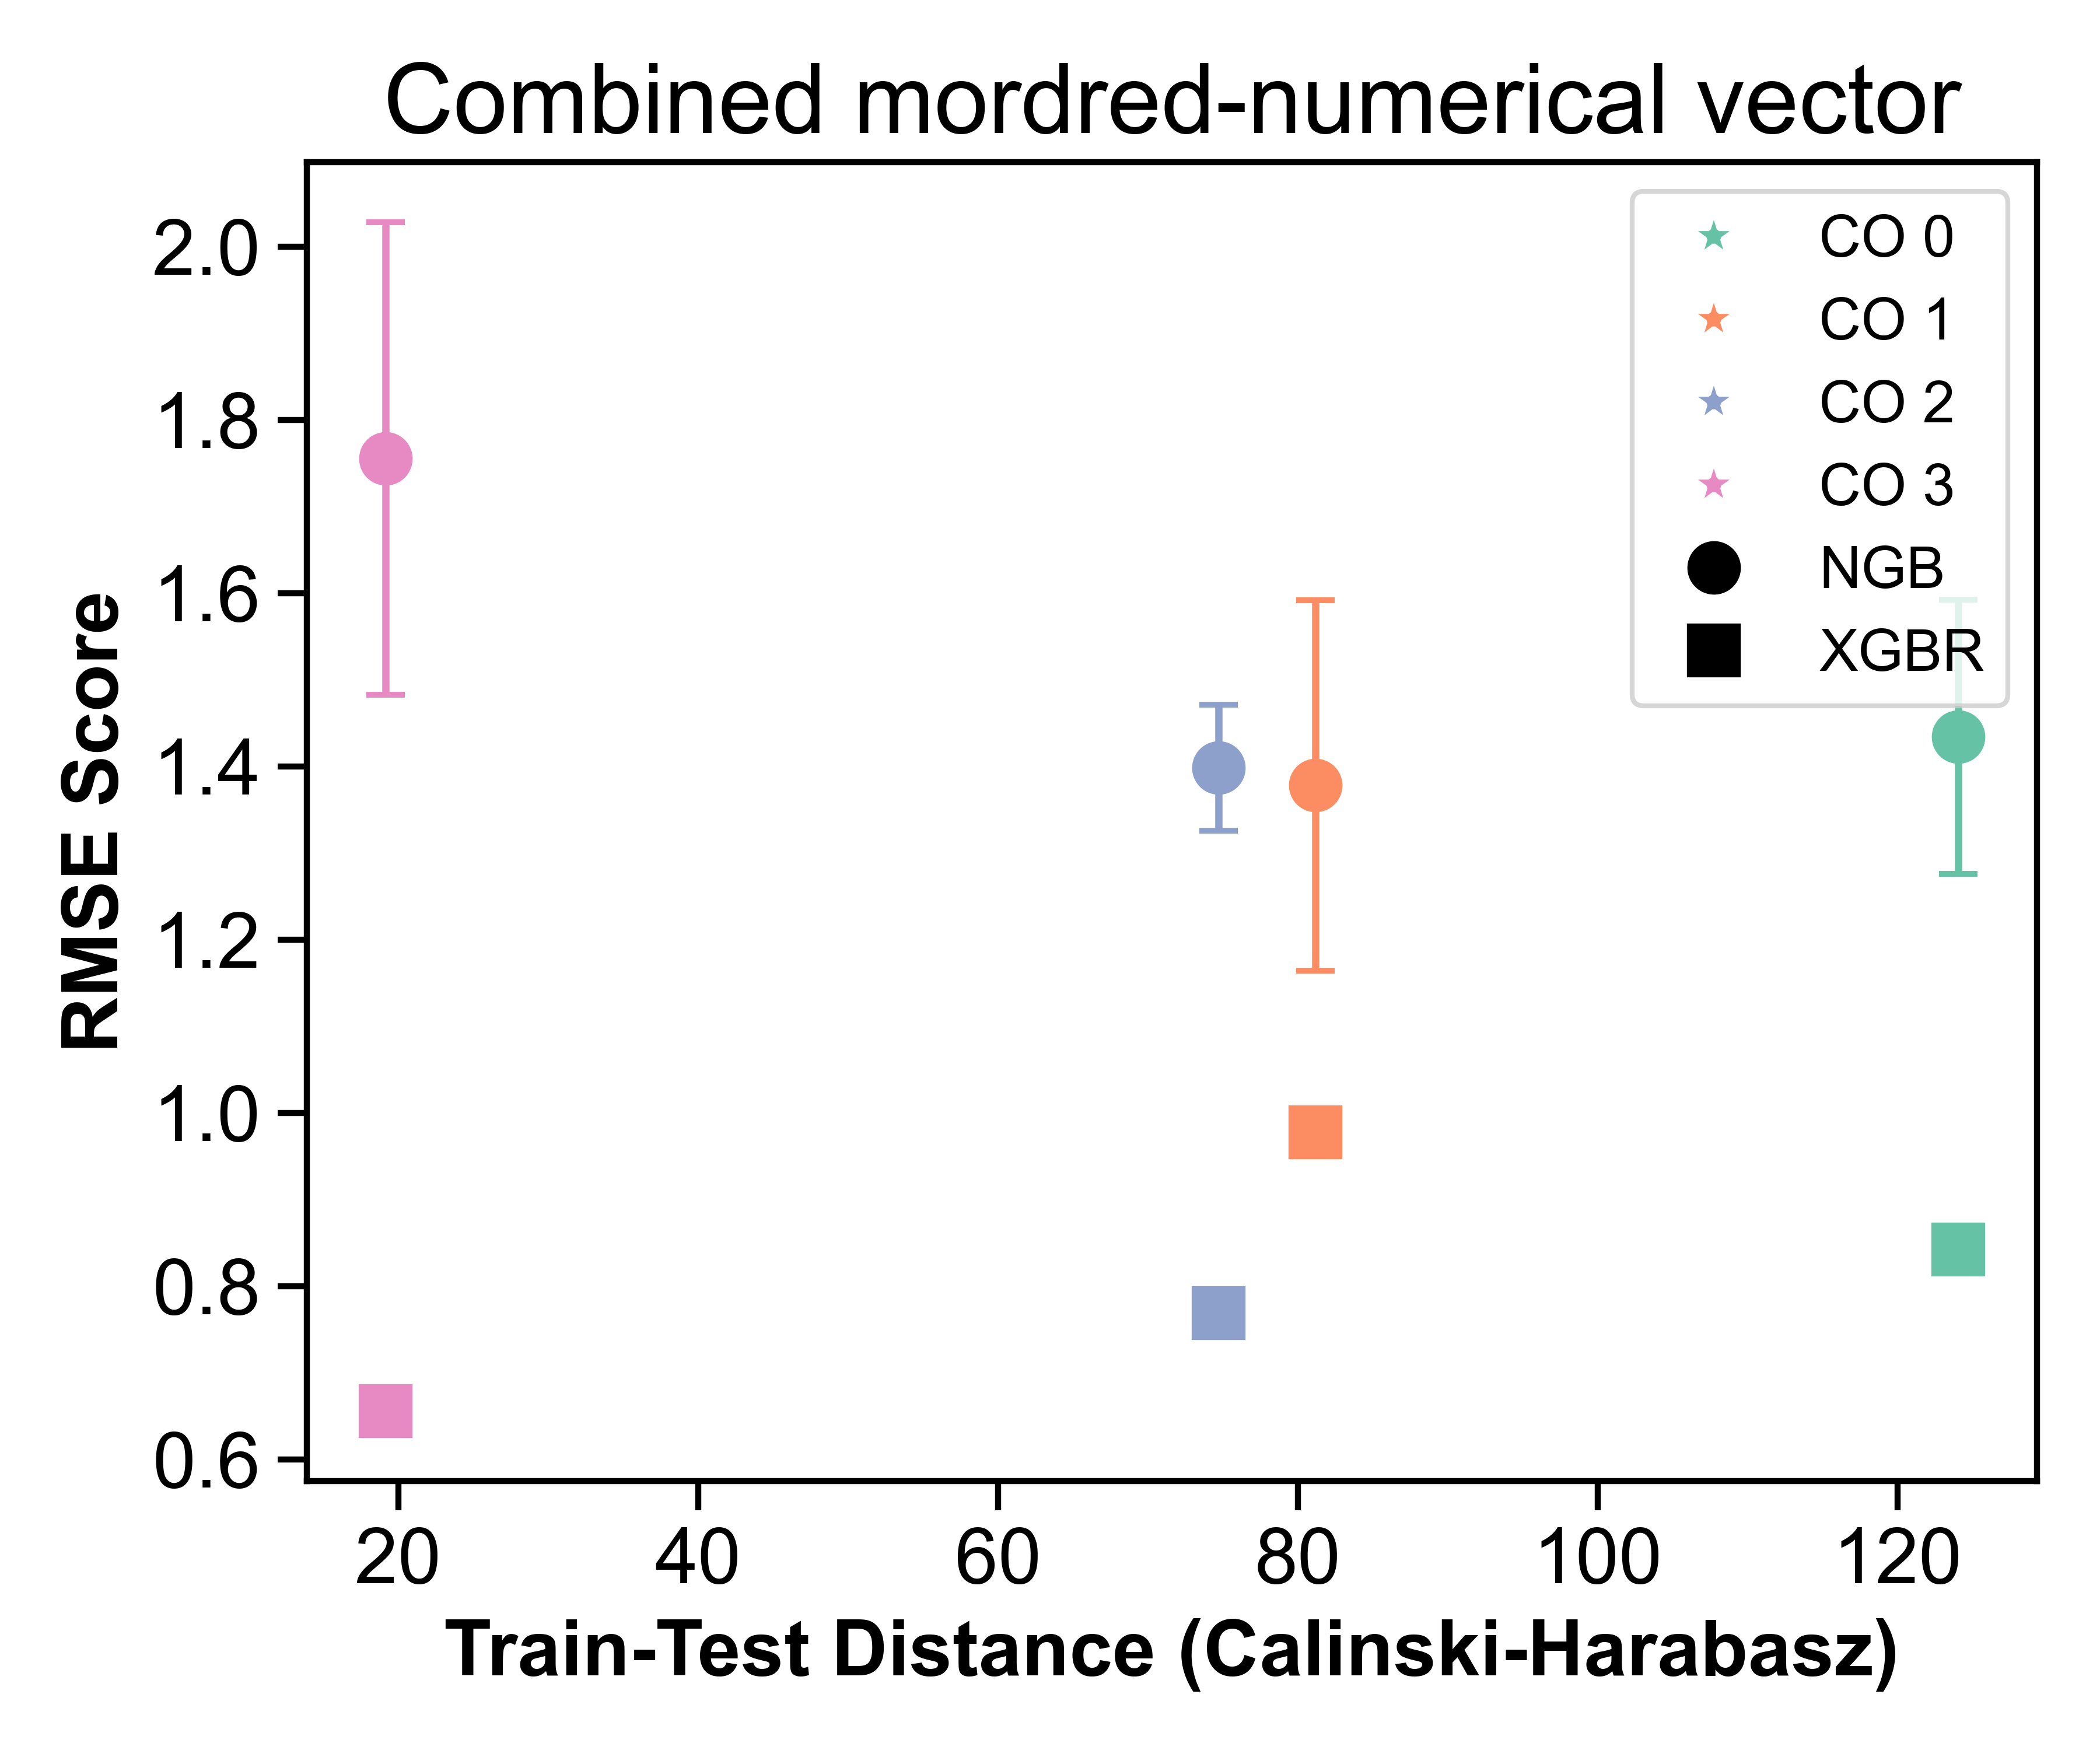 Combined mordred-numerical vector
CO 0
CO 1
CO 2
CO 3
NGB
XGBR
RMSE Score
2.0
1.8
1.6
1.4
1.2
1.0
0.8
0.6
20 40 60 80 100 120
Train-Test Distance (Calinski-Harabasz)